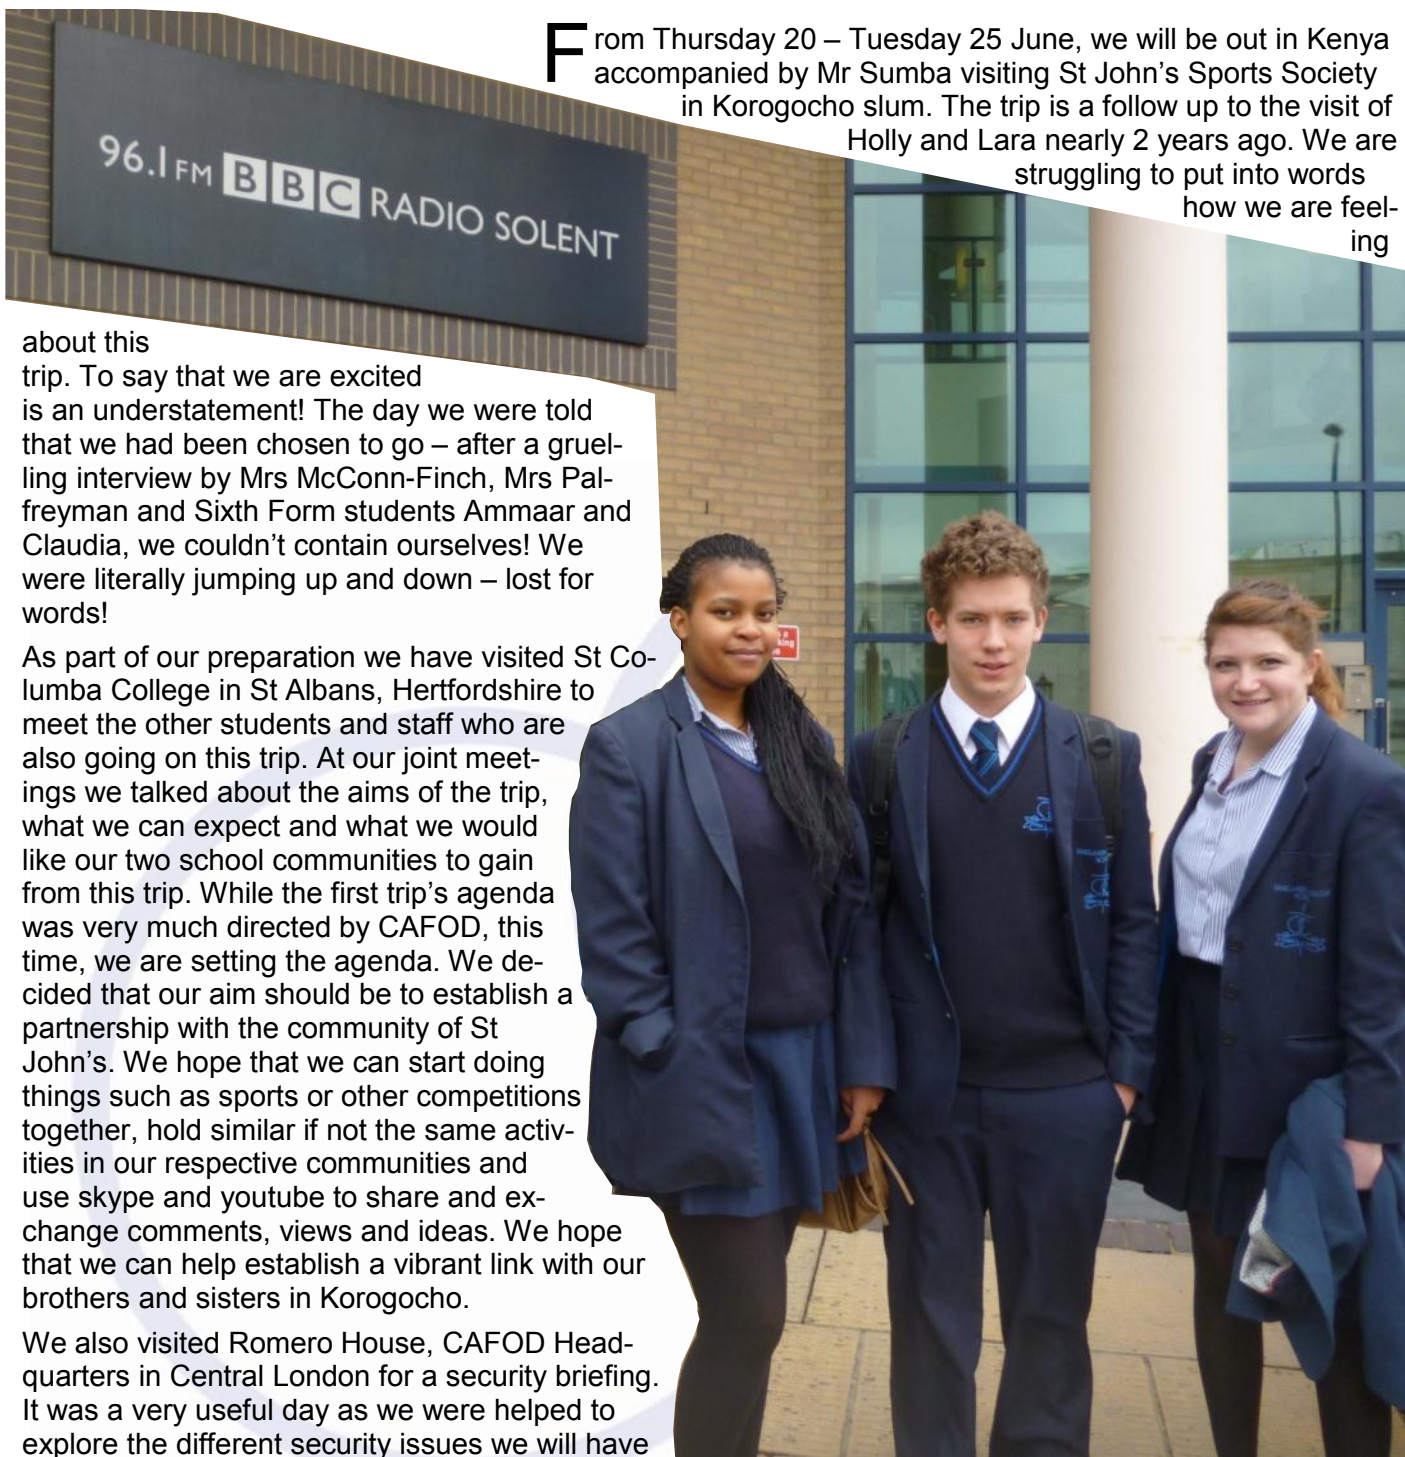 From Thursday 20 – Tuesday 25 June, we will be out in Kenya
accompanied by Mr Sumba visiting St John’s Sports Society
in Korogocho slum. The trip is a follow up to the visit of
Holly and Lara nearly 2 years ago. We are
struggling to put into words
how we are feel-
ing
96.1 FM BBC RADIO SOLENT
about this
trip. To say that we are excited
is an understatement! The day we were told
that we had been chosen to go – after a gruel-
ling interview by Mrs McConn-Finch, Mrs Pal-
freyman and Sixth Form students Ammaar and
Claudia, we couldn’t contain ourselves! We
were literally jumping up and down – lost for
words!
As part of our preparation we have visited St Co-
lumba College in St Albans, Hertfordshire to
meet the other students and staff who are
also going on this trip. At our joint meet-
ings we talked about the aims of the trip,
what we can expect and what we would
like our two school communities to gain
from this trip. While the first trip’s agenda
was very much directed by CAFOD, this
time, we are setting the agenda. We de-
cided that our aim should be to establish a
partnership with the community of St
John’s. We hope that we can start doing
things such as sports or other competitions
together, hold similar if not the same activ-
ities in our respective communities and
use skype and youtube to share and ex-
change comments, views and ideas. We hope
that we can help establish a vibrant link with our
brothers and sisters in Korogocho.
We also visited Romero House, CAFOD Head-
quarters in Central London for a security briefing.
It was a very useful day as we were helped to
explore the different security issues we will have